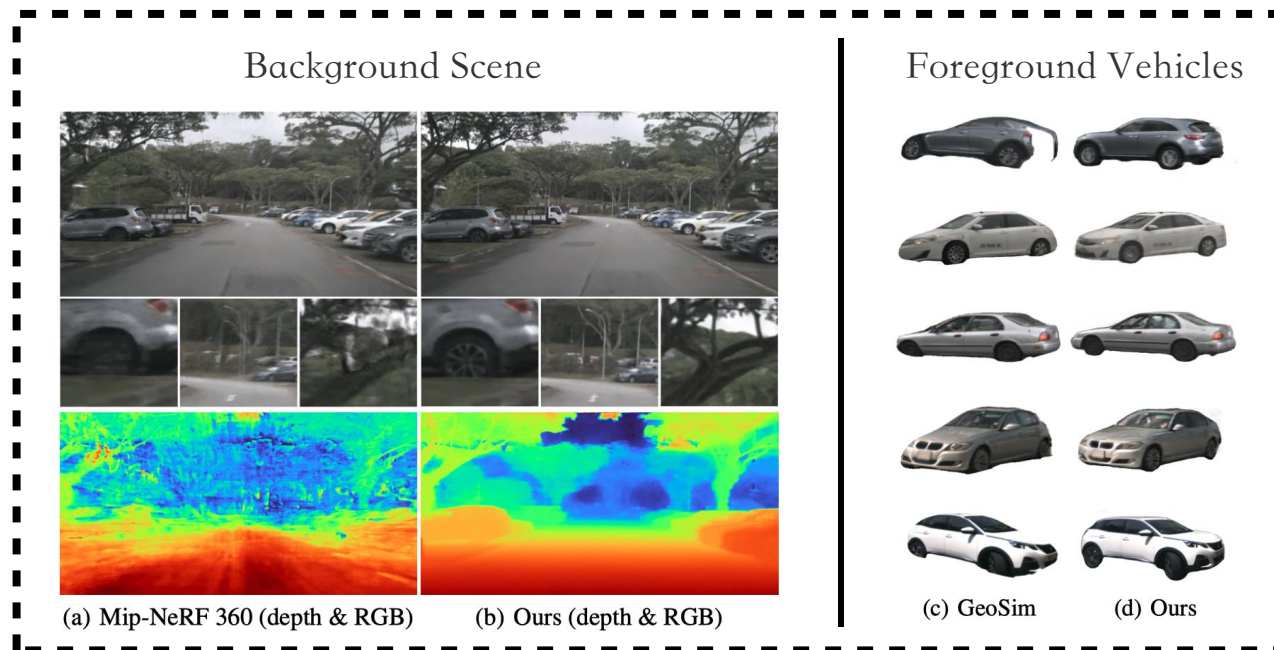 Background Scene
Foreground Vehicles
(a) Mip-NeRF 360 (depth & RGB)
(b) Ours (depth & RGB)
(c) GeoSim
(d) Ours